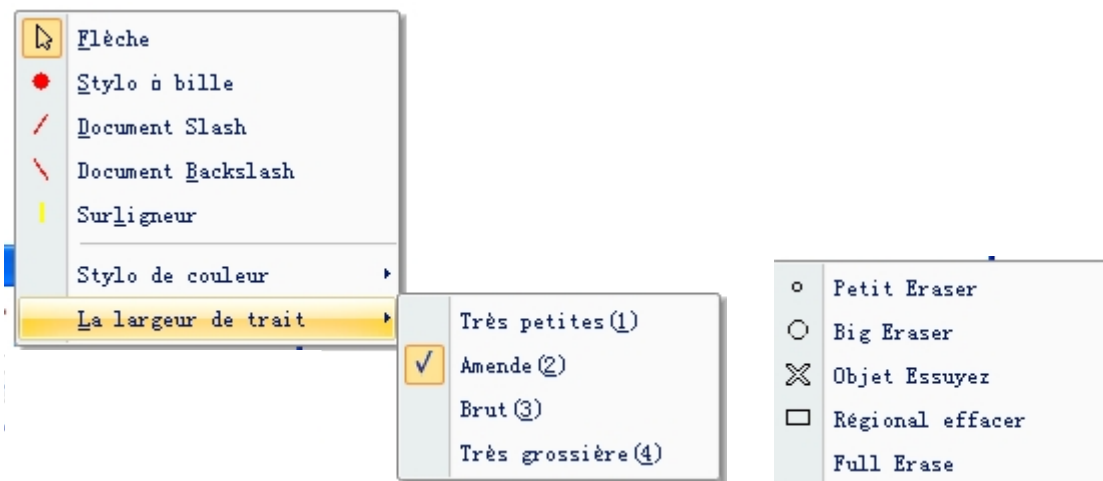 Flèche
Stylo à bille
Document Slash
Document Backslash
Surligneur
Stylo de couleur
La largeur de trait
Très petites(1)
Amende(2)
Brut(3)
Très grossière(4)
Petit Eraser
Big Eraser
Objet Essuyez
Régional effacer
Full Erase